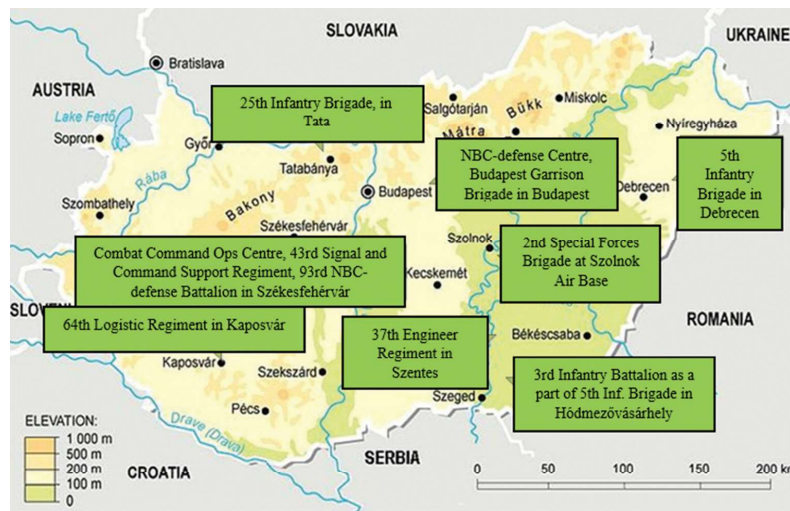 SLOVAKIA
UKRAINE
Bratislava
AUSTRIA
Lake Fertő
Sopron
Győr
25th Infantry Brigade, in
Tata
Salgótarján
Bükk
Miskolc
Mátra
Nyíregyháza
Tatabánya
Rába
NBC-defense Centre,
Budapest Garrison
Brigade in Budapest
5th
Infantry
Brigade in
Debrecen
Budapest
Debrecen
Bakony
Szombathely
Székesfehérvár
Combat Command Ops Centre, 43rd Signal and
Command Support Regiment, 93rd NBC-
defense Battalion in Székesfehérvár
Szolnok
2nd Special Forces
Brigade at Szolnok
Air Base
Kecskemét
SLOVENI
64th Logistic Regiment in Kaposvár
37th Engineer
Regiment in
Szentes
ROMANIA
Békéscsaba
Kaposvár
Szekszárd
3rd Infantry Battalion as a
part of 5th Inf. Brigade in
Hódmezővásárhely
Szeged
Pécs
Drave (Drava)
ELEVATION:
1 000 m
500 m
200 m
100 m
0
CROATIA
SERBIA
0 50 100 150 200 km